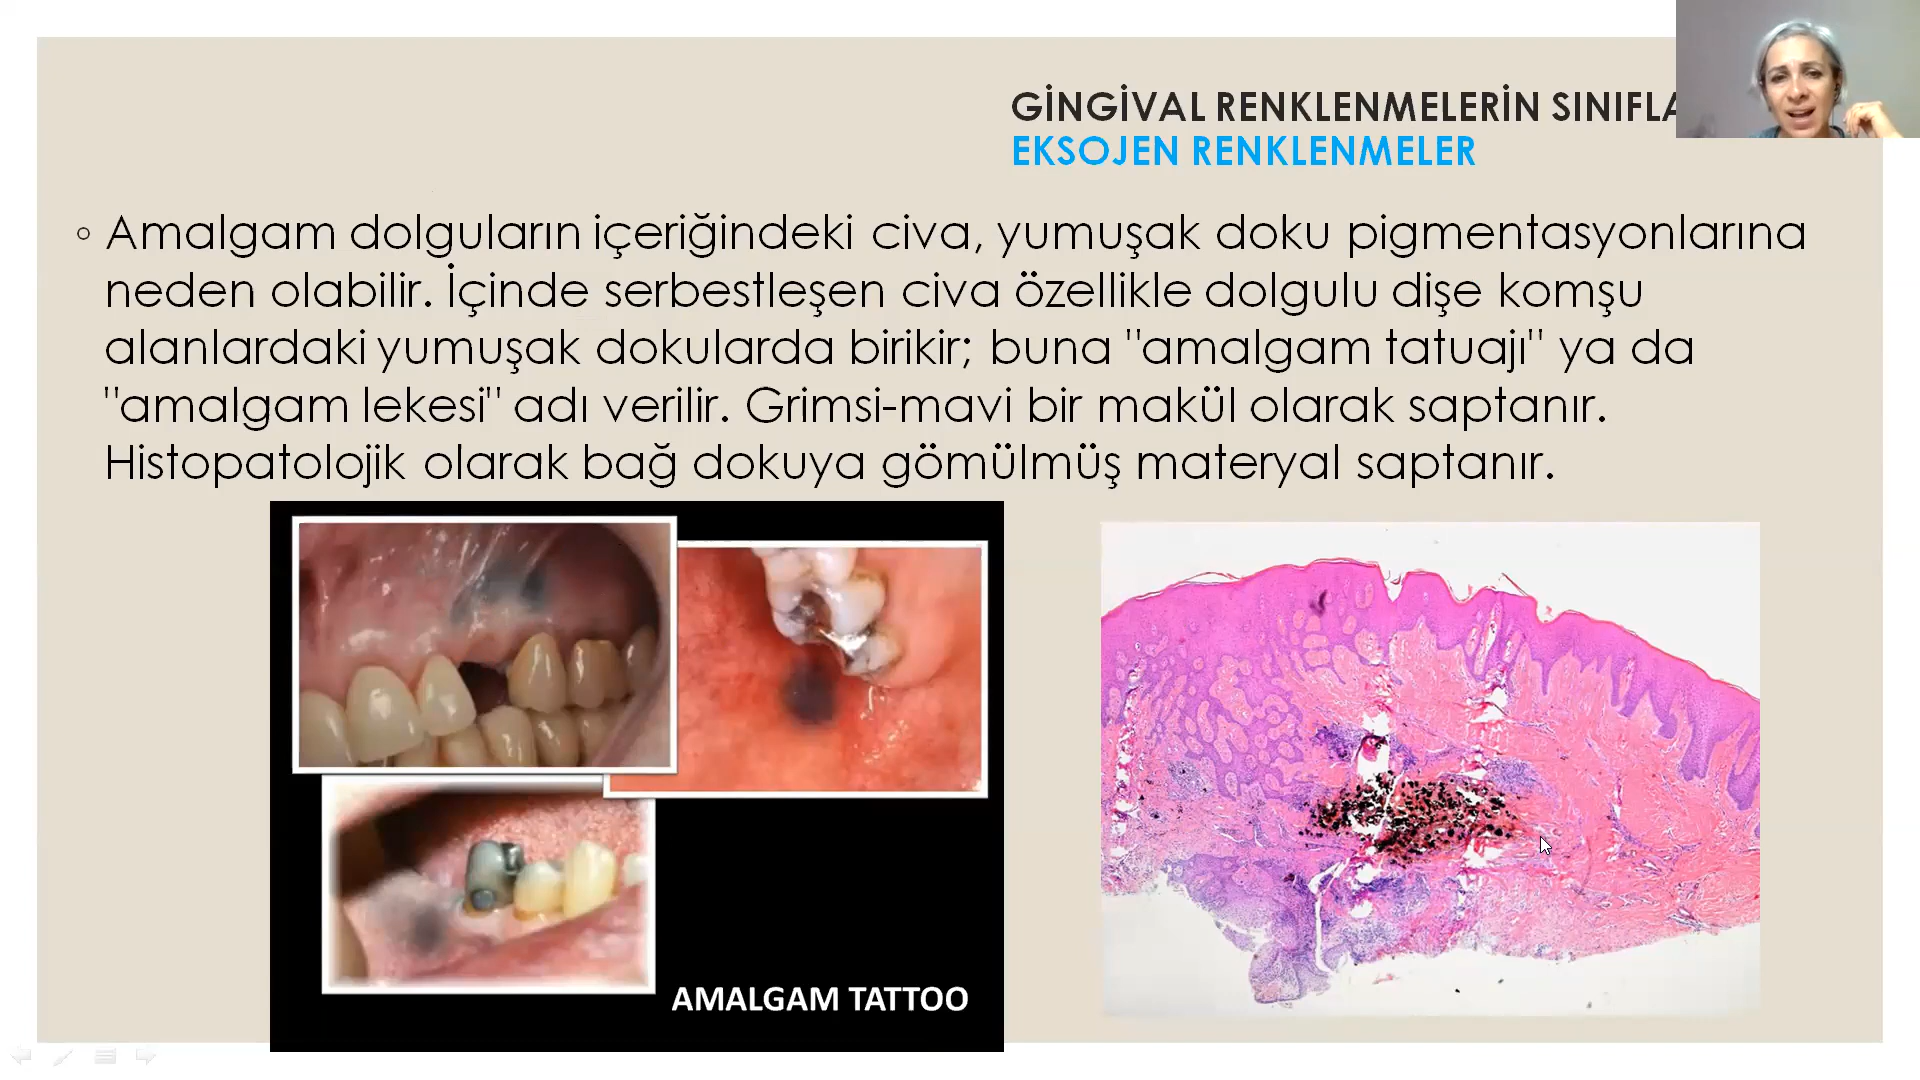 GİNGİVAL RENKLENMELERİN
EKSOJEN RENKLENMELER
◦ Amalgam dolguların içeriğindeki civa, yumuşak doku pigmentasyonlarına
neden olabilir. İçinde serbestleşen civa özellikle dolgulu dişe komşu
alanlardaki yumuşak dokularda birikir; buna "amalgam tatuajı" ya da
"amalgam lekesi" adı verilir. Grimsi-mavi bir makül olarak saptanır.
Histopatolojik olarak bağ dokuya gömülmüş materyal saptanır.
AMALGAM TATTOO